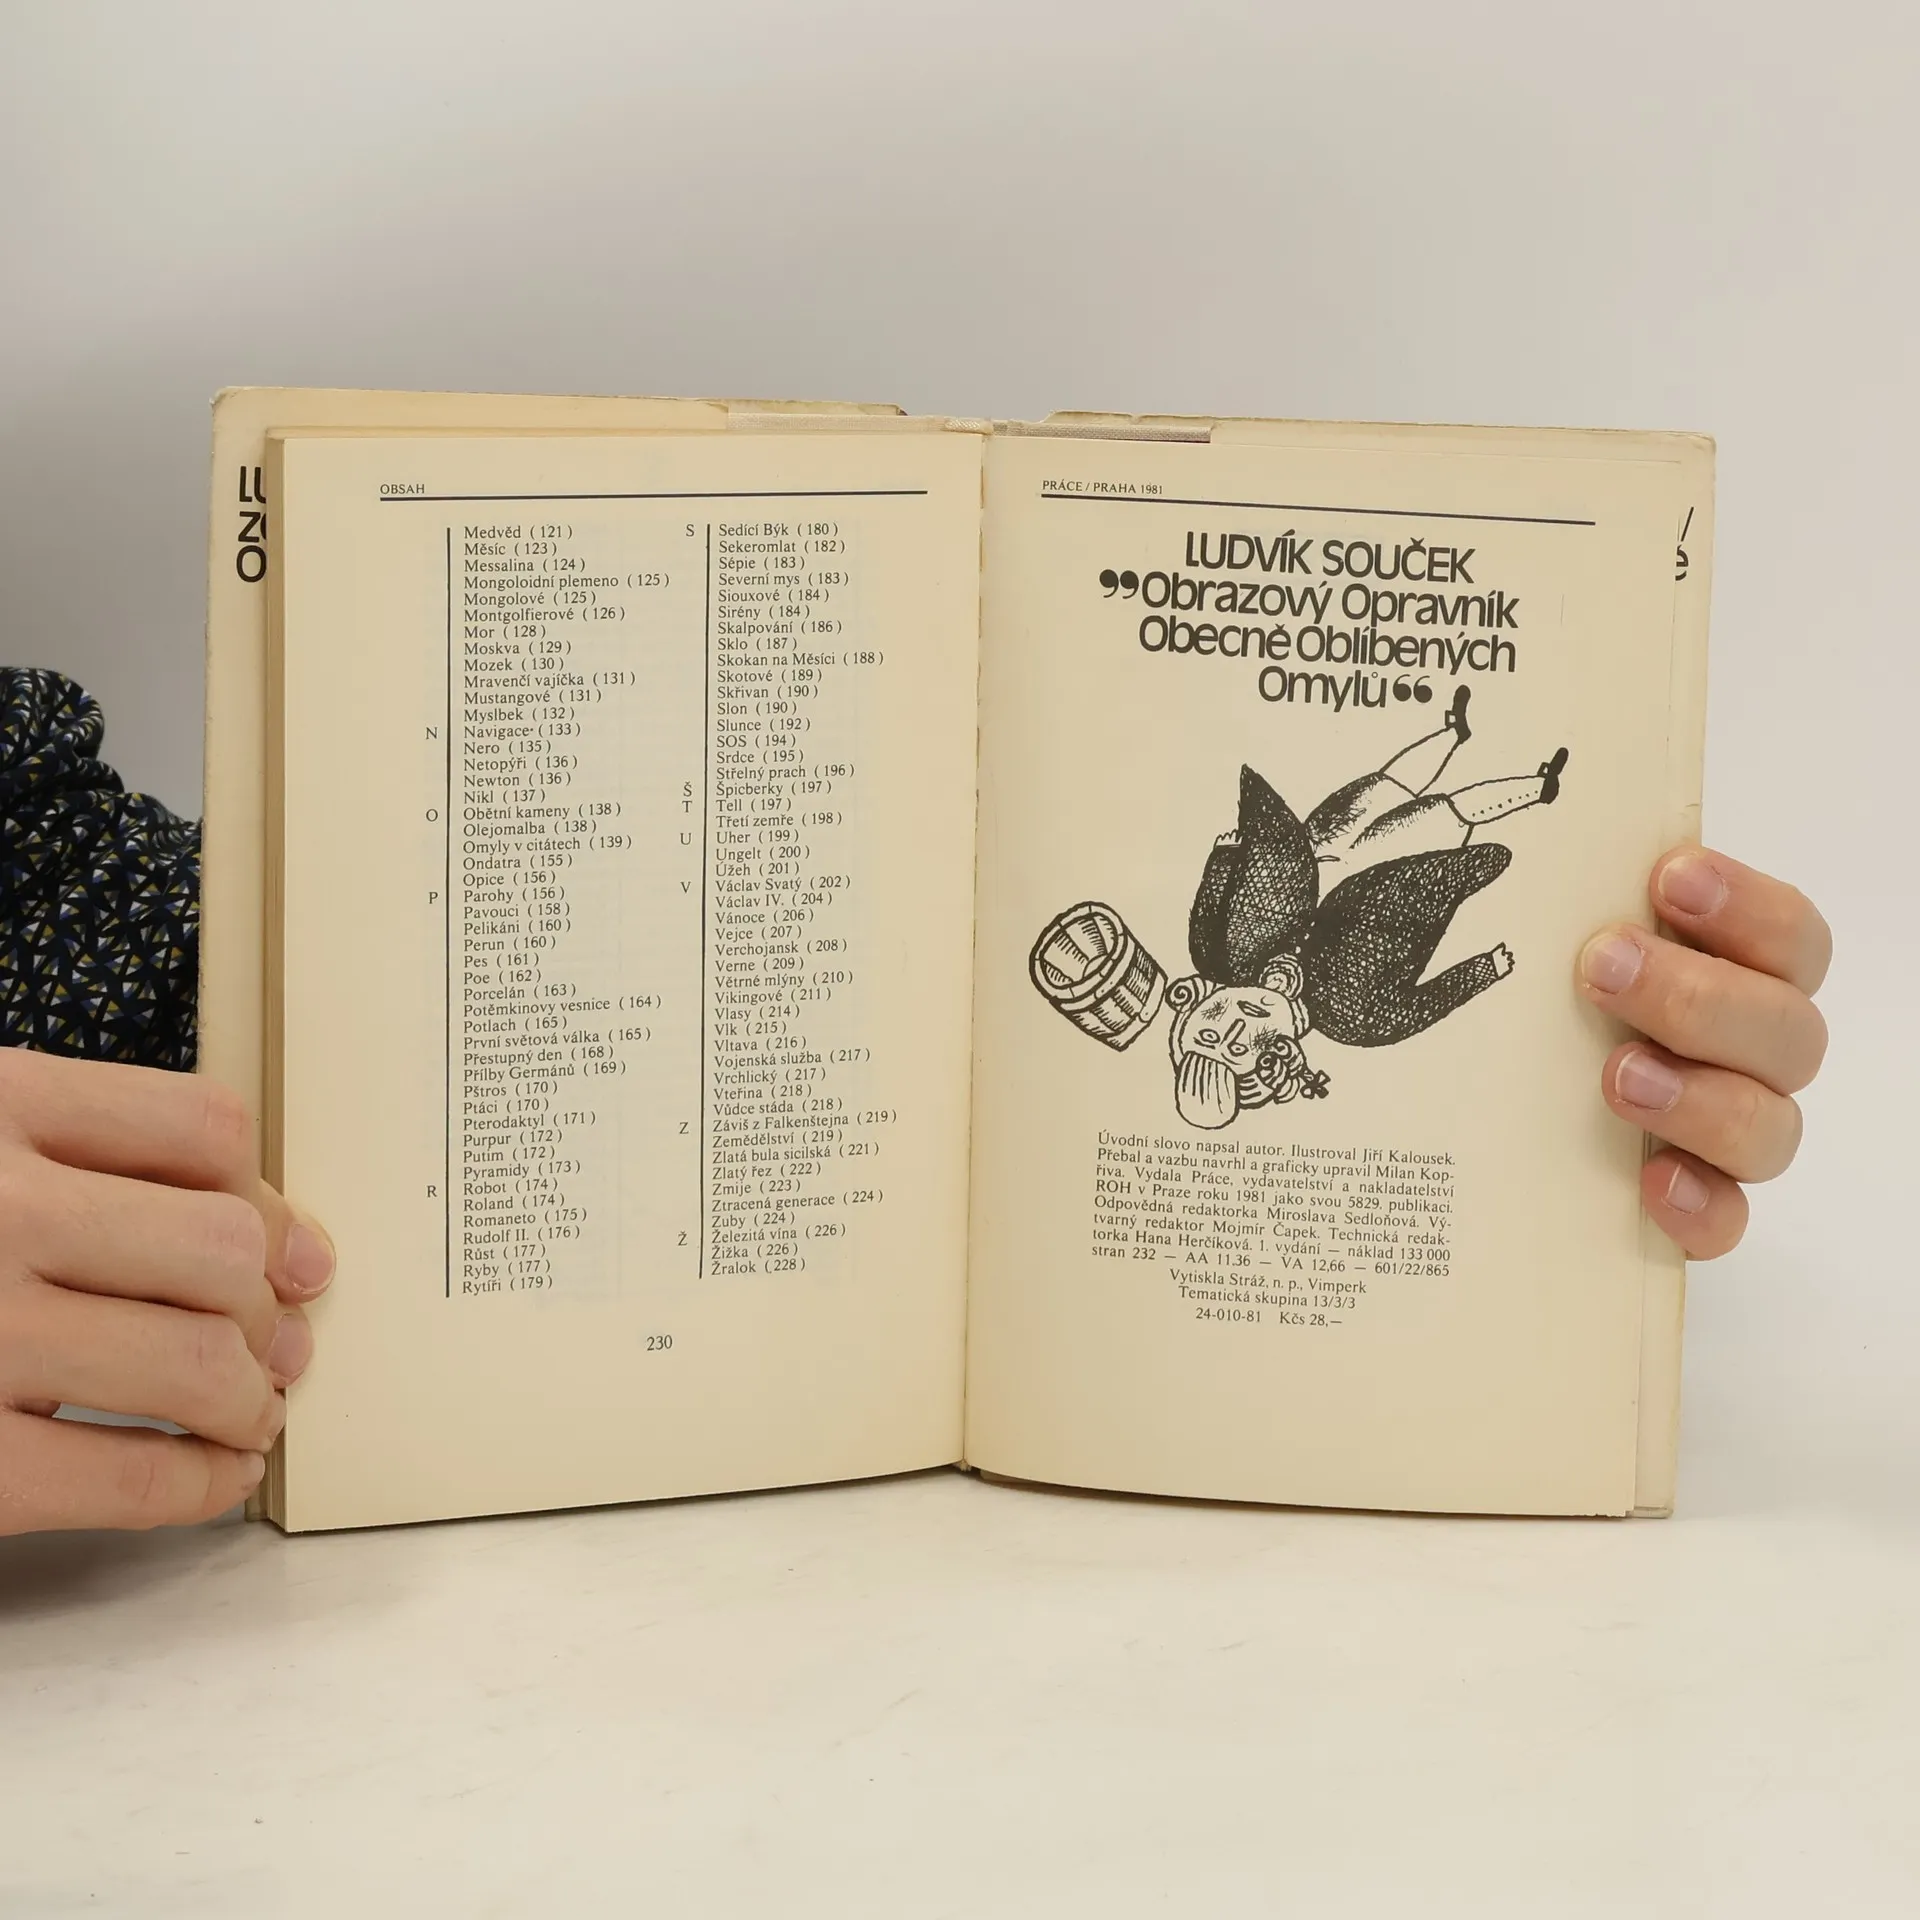 OBSAH
Medvěd (121)
Měsíc (123)
Messalina (124)
Mongoloidní plemeno (125)
Mongolové (125)
Montgolfierové (126)
Mor (128)
Moskva (129)
Mozek (130)
Mravenčí vajíčka (131)
Mustangové (131)
Myslbek (132)
N Navigace (133)
Nero (135)
Netopýři (136)
Newton (136)
Nikl (137)
O Obětní kameny (138)
Olejomalba (138)
Omyly v citátech (139)
Ondatra (155)
Opice (156)
P Parohy (156)
Pavouci (158)
Pelikáni (160)
Perun (160)
Pes (161)
Poe (162)
Porcelán (163)
Potěmkinovy vesnice (164)
Potlach (165)
První světová válka (165)
Přestupný den (168)
Přílby Germánů (169)
Pštros (170)
Ptáci (170)
Pterodaktyl (171)
Purpur (172)
Putim (172)
Pyramidy (173)
R Robot (174)
Roland (174)
Romaneto (175)
Rudolf II. (176)
Růst (177)
Ryby (177)
Rytíři (179)
S Sedící Býk (180)
Sekeromlat (182)
Sépie (183)
Severní mys (183)
Siouxové (184)
Sirény (184)
Skalpování (186)
Sklo (187)
Skokan na Měsíci (188)
Skotové (189)
Skřivan (190)
Slon (190)
Slunce (192)
SOS (194)
Srdce (195)
Střelný prach (196)
Š Špicberky (197)
T Tell (197)
Třetí zemře (198)
U Uher (199)
Ungelt (200)
Úžeh (201)
V Václav Svatý (202)
Václav IV. (204)
Vánoce (206)
Vejce (207)
Verchojansk (208)
Verne (209)
Větrné mlýny (210)
Vikingové (211)
Vlasy (214)
Vlk (215)
Vltava (216)
Vojenská služba (217)
Vrchlický (217)
Vteřina (218)
Vůdce stáda (218)
Z Záviš z Falkenštejna (219)
Zemědělství (219)
Zlatá bula sicilská (221)
Zlatý řez (222)
Zmije (223)
Ztracená generace (224)
Zuby (224)
Ž Železitá vína (226)
Žižka (226)
Žralok (228)
230
PRÁCE / PRAHA 1981
LUDVÍK SOUČEK
”Obrazový Opravník
Obecně Oblíbených
Omylů“
Úvodní slovo napsal autor. Ilustroval Jiří Kalousek.
Přebal a vazbu navrhl a graficky upravil Milan Kop-
řiva. Vydala Práce, vydavatelství a nakladatelství
ROH v Praze roku 1981 jako svou 5829. publikaci.
Odpovědná redaktorka Miroslava Sedloňová. Vý-
tvarný redaktor Mojmír Čapek. Technická redak-
torka Hana Herčíková. 1. vydání — náklad 133 000
stran 232 — AA 11.36 — VA 12,66 — 601/22/865
Vytiskla Stráž, n. p., Vimperk
Tematická skupina 13/3/3
24-010-81 Kčs 28,—